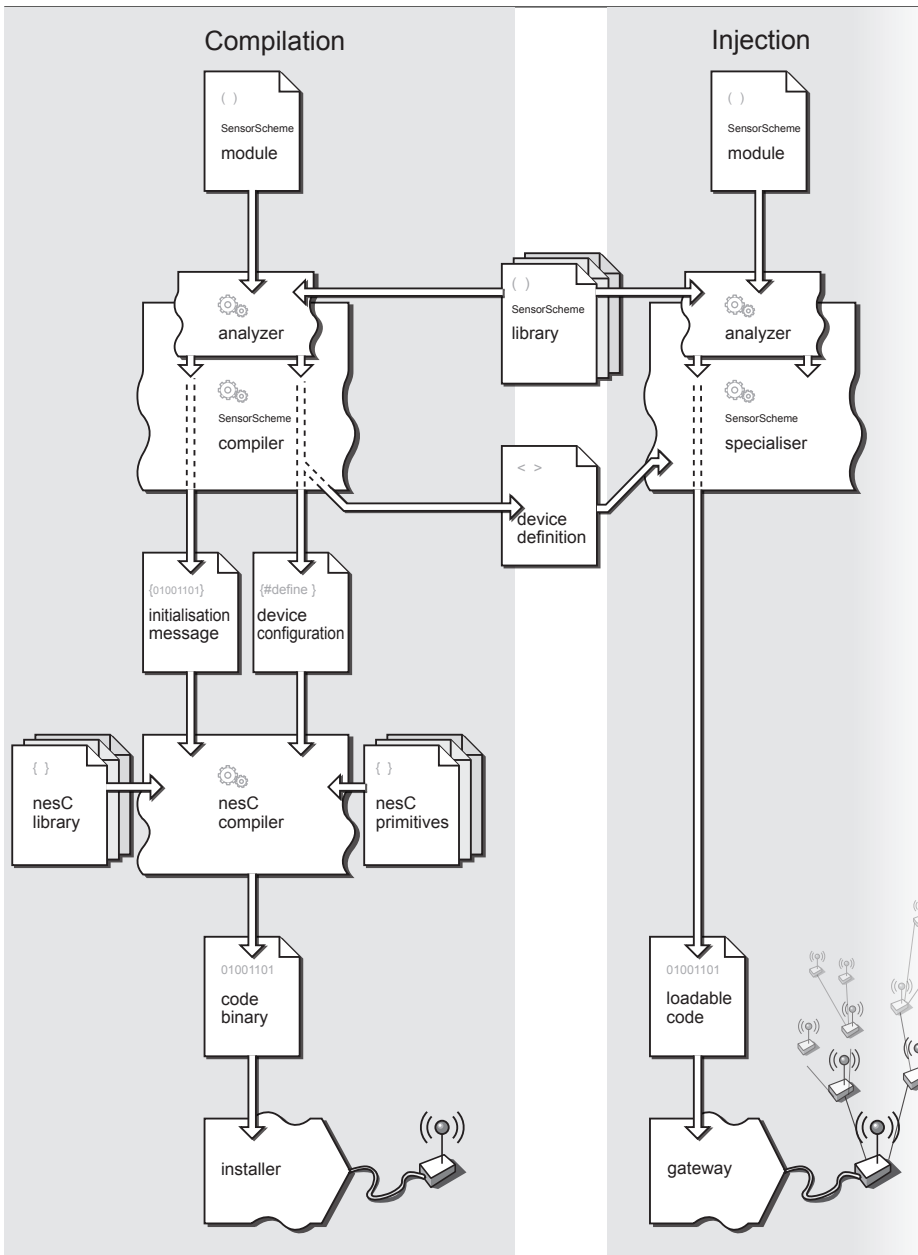 Compilation
Injection
( )
SensorScheme
module
( )
SensorScheme
module
analyzer
( )
SensorScheme
library
analyzer
SensorScheme
compiler
SensorScheme
specialiser
< >
device
definition
{01001101}
initialisation
message
{#define }
device
configuration
{ }
nesC
library
nesC
compiler
{ }
nesC
primitives
01001101
code
binary
01001101
loadable
code
installer
gateway